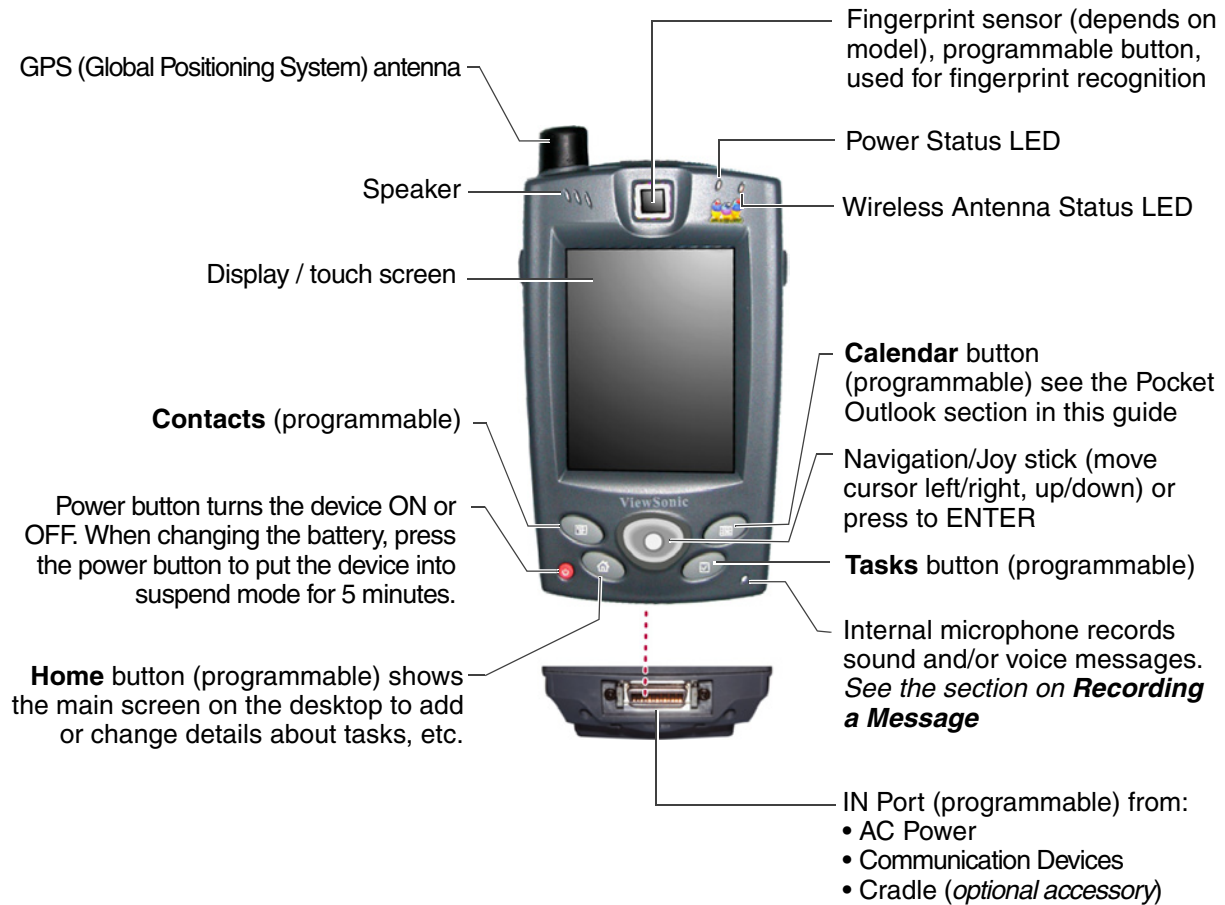 Fingerprint sensor (depends on
model), programmable button,
used for fingerprint recognition
GPS (Global Positioning System) antenna
Power Status LED
Speaker
Wireless Antenna Status LED
Display / touch screen
Calendar button
(programmable) see the Pocket
Outlook section in this guide
Contacts (programmable)
Navigation/Joy stick (move
cursor left/right, up/down) or
press to ENTER
Power button turns the device ON or
OFF. When changing the battery, press
the power button to put the device into
suspend mode for 5 minutes.
ViewSonic
Tasks button (programmable)
Internal microphone records
sound and/or voice messages.
See the section on Recording
a Message
Home button (programmable) shows
the main screen on the desktop to add
or change details about tasks, etc.
IN Port (programmable) from:
• AC Power
• Communication Devices
• Cradle (optional accessory)